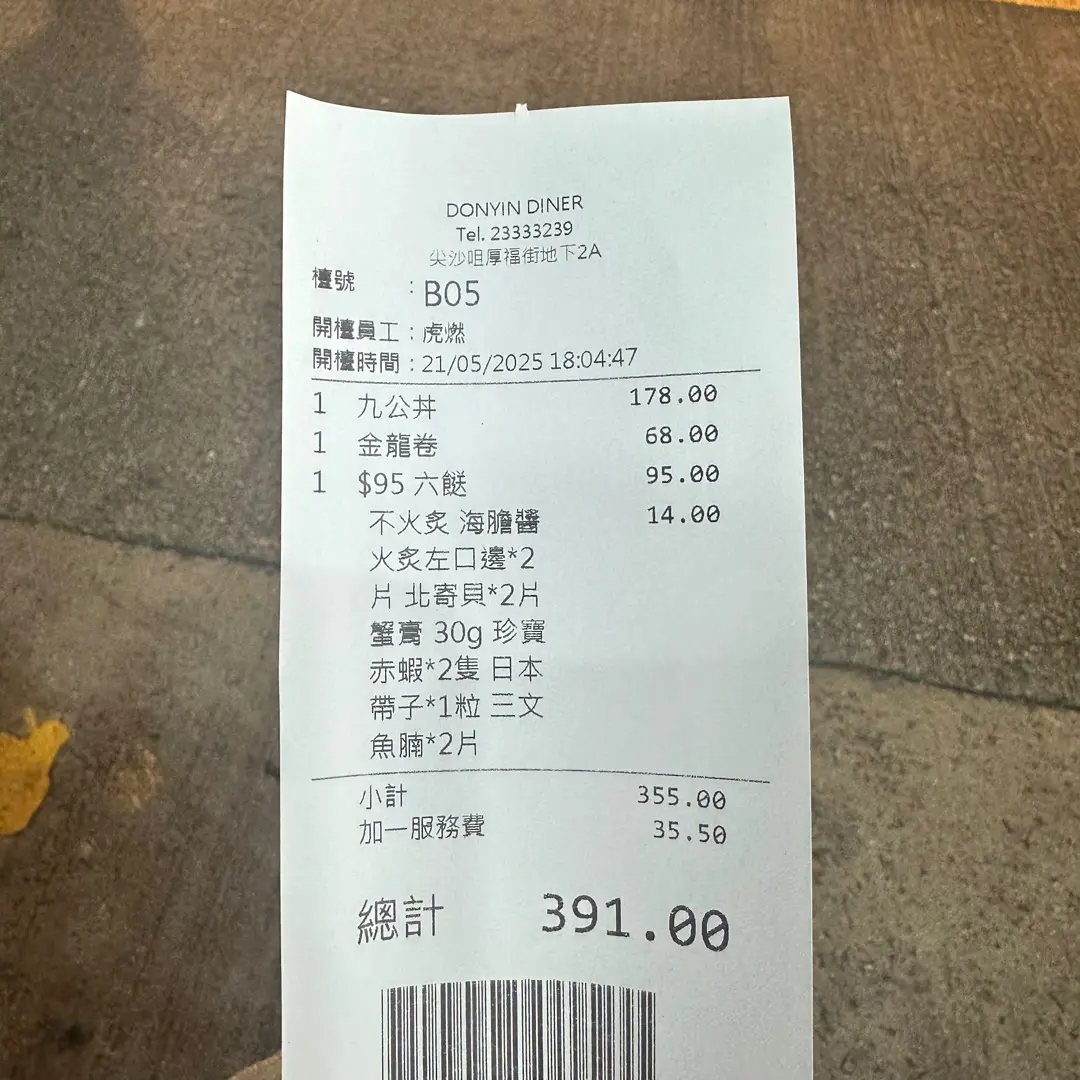 DONYIN DINER
Tel. 23333239
尖沙咀厚福街地下2A
檯號 : B05
開檯員工 : 虎燃
開檯時間 : 21/05/2025 18:04:47
1 九公丼 178.00
1 金龍卷 68.00
1 $95 六餸 95.00
不火炙 海膽醬 14.00
火炙左口邊*2
片 北寄貝*2片
蟹膏 30g 珍寶
赤蝦*2隻 日本
帶子*1粒 三文
魚腩*2片
小計 355.00
加一服務費 35.50
總計 391.00